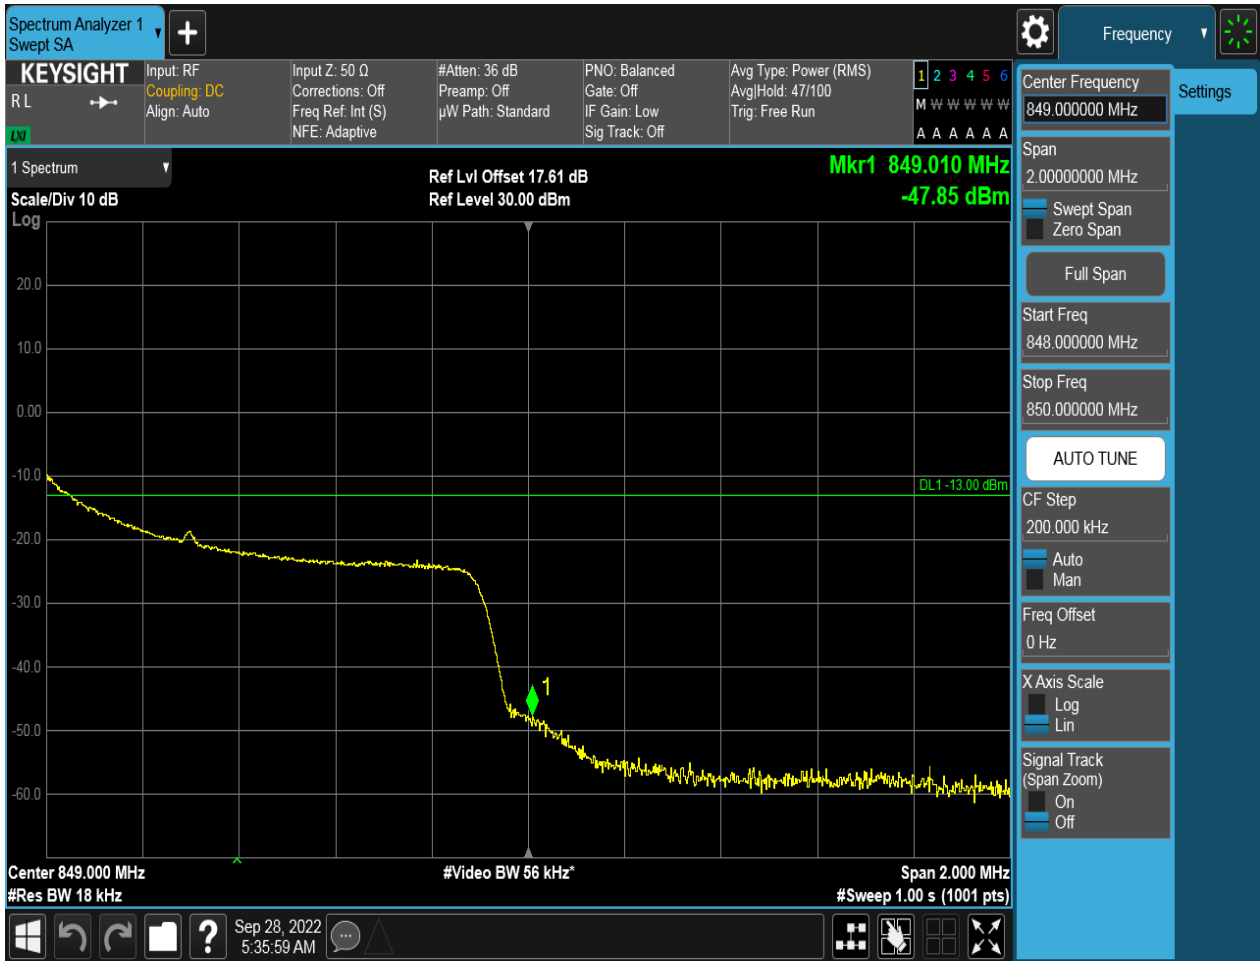 Spectrum Analyzer 1
Swept SA
+
Frequency
KEYSIGHT
R L
LXI
Input: RF
Coupling: DC
Align: Auto
Input Z: 50 Ω
Corrections: Off
Freq Ref: Int (S)
NFE: Adaptive
#Atten: 36 dB
Preamp: Off
µW Path: Standard
PNO: Balanced
Gate: Off
IF Gain: Low
Sig Track: Off
Avg Type: Power (RMS)
Avg|Hold: 47/100
Trig: Free Run
1 2 3 4 5 6
M W W W W W
A A A A A A
1 Spectrum
Scale/Div 10 dB
Log
Ref Lvl Offset 17.61 dB
Ref Level 30.00 dBm
Mkr1 849.010 MHz
-47.85 dBm
20.0
10.0
0.00
-10.0
DL1 -13.00 dBm
-20.0
-30.0
-40.0
1
-50.0
-60.0
Center 849.000 MHz
#Res BW 18 kHz
#Video BW 56 kHz*
Span 2.000 MHz
#Sweep 1.00 s (1001 pts)
Center Frequency
849.000000 MHz
Settings
Span
2.00000000 MHz
Swept Span
Zero Span
Full Span
Start Freq
848.000000 MHz
Stop Freq
850.000000 MHz
AUTO TUNE
CF Step
200.000 kHz
Auto
Man
Freq Offset
0 Hz
X Axis Scale
Log
Lin
Signal Track
(Span Zoom)
On
Off
?
Sep 28, 2022
5:35:59 AM